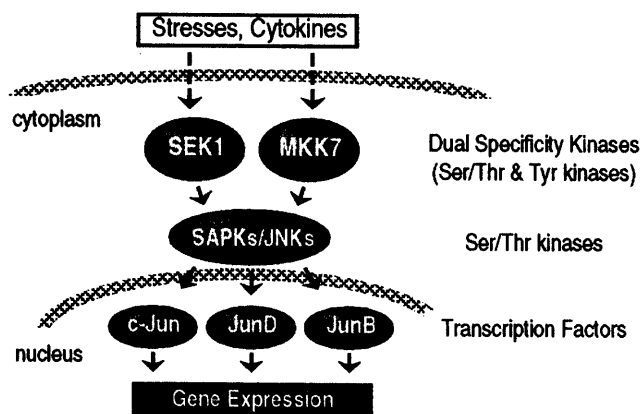 Stresses, Cytokines
cytoplasm
SEK1
MKK7
Dual Specificity Kinases
(Ser/Thr & Tyr kinases)
SAPKs/JNKs
Ser/Thr kinases
c-Jun
JunD
JunB
Transcription Factors
nucleus
Gene Expression